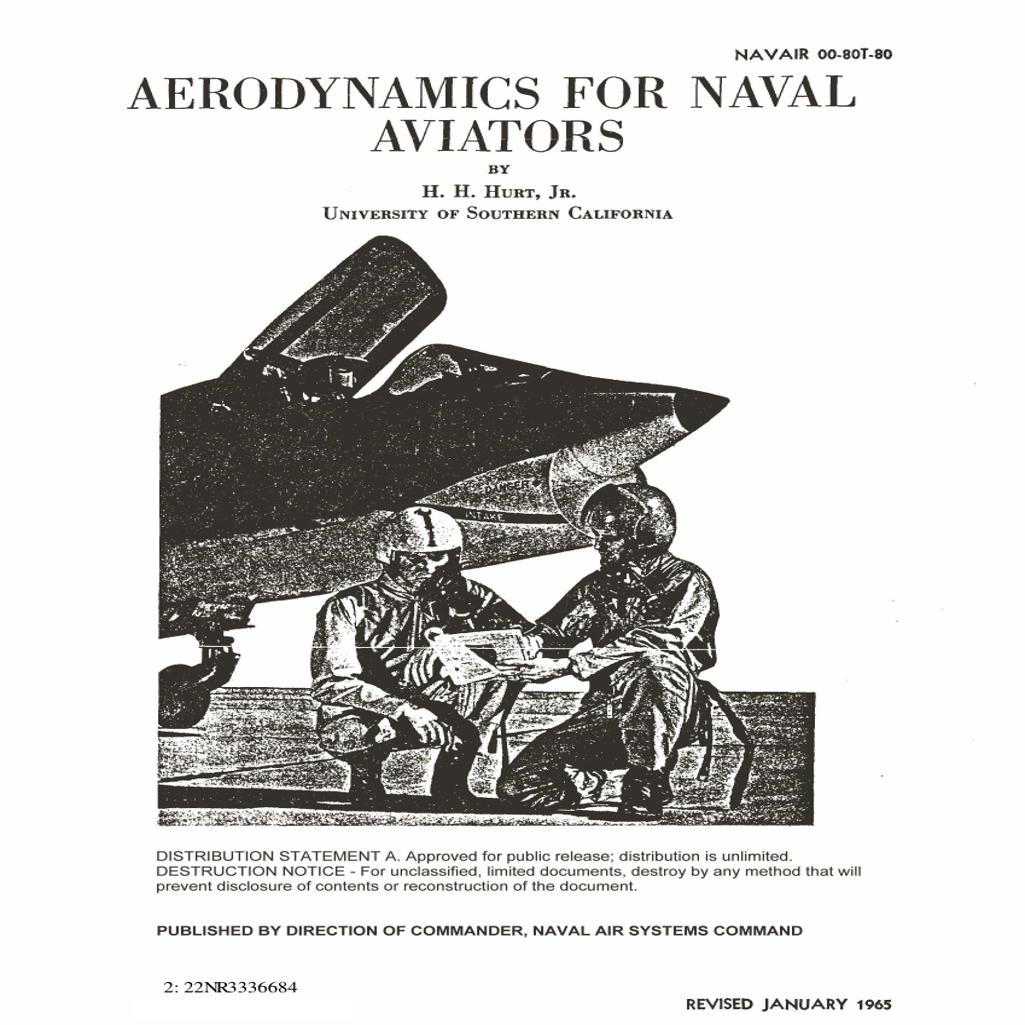 NAVAIR 00-80T-80
AERODYNAMICS FOR NAVAL
AVIATORS
BY
H. H. HURT, JR.
UNIVERSITY OF SOUTHERN CALIFORNIA
DANGER
INTAKE
DISTRIBUTION STATEMENT A. Approved for public release; distribution is unlimited.
DESTRUCTION NOTICE - For unclassified, limited documents, destroy by any method that will
prevent disclosure of contents or reconstruction of the document.
PUBLISHED BY DIRECTION OF COMMANDER, NAVAL AIR SYSTEMS COMMAND
2: 22NR3336684
REVISED JANUARY 1965